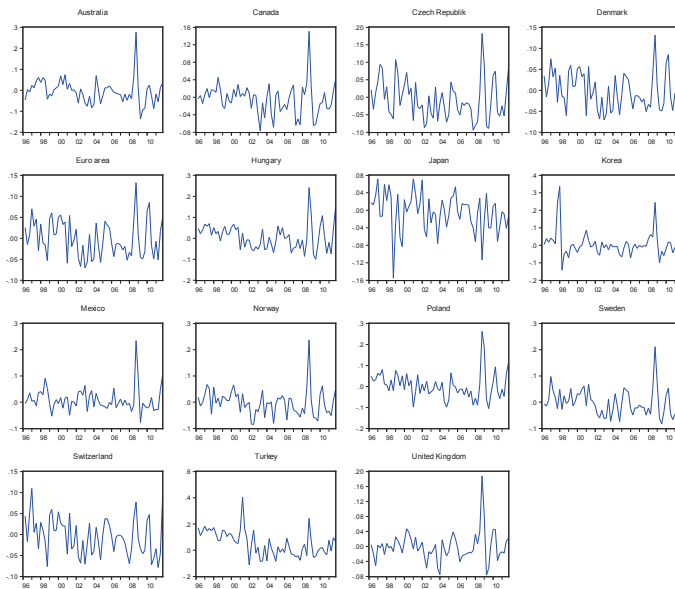 Australia Canada Czech Republik Denmark
.3 .16 .20 .15
.2 .12 .15 .10
.1 .08 .10 .05
.0 .04 .05 .00
-.1 .00 .00 -.05
-.2 -.04 -.05 -.10
-.08 -.10
96 98 00 02 04 06 08 10 96 98 00 02 04 06 08 10 96 98 00 02 04 06 08 10 96 98 00 02 04 06 08 10
Euro area Hungary Japan Korea
.15 .3 .08 .4
.10 .2 .04 .3
.05 .1 .00 .2
.00 .0 -.04 .1
-.05 -.1 -.08 .0
-.10 -.2 -.12 -.1
-.16 -.2
96 98 00 02 04 06 08 10 96 98 00 02 04 06 08 10 96 98 00 02 04 06 08 10 96 98 00 02 04 06 08 10
Mexico Norway Poland Sweden
.3 .3 .3 .3
.2 .2 .2 .2
.1 .1 .1 .1
.0 .0 .0 .0
-.1 -.1 -.1 -.1
-.2
96 98 00 02 04 06 08 10 96 98 00 02 04 06 08 10 96 98 00 02 04 06 08 10 96 98 00 02 04 06 08 10
Switzerland Turkey United Kingdom
.15 .6 .20
.10 .4 .16
.05 .2 .12
.00 .0 .08
-.05 -.2 .04
-.10 .00
-.04
-.08
96 98 00 02 04 06 08 10 96 98 00 02 04 06 08 10 96 98 00 02 04 06 08 10